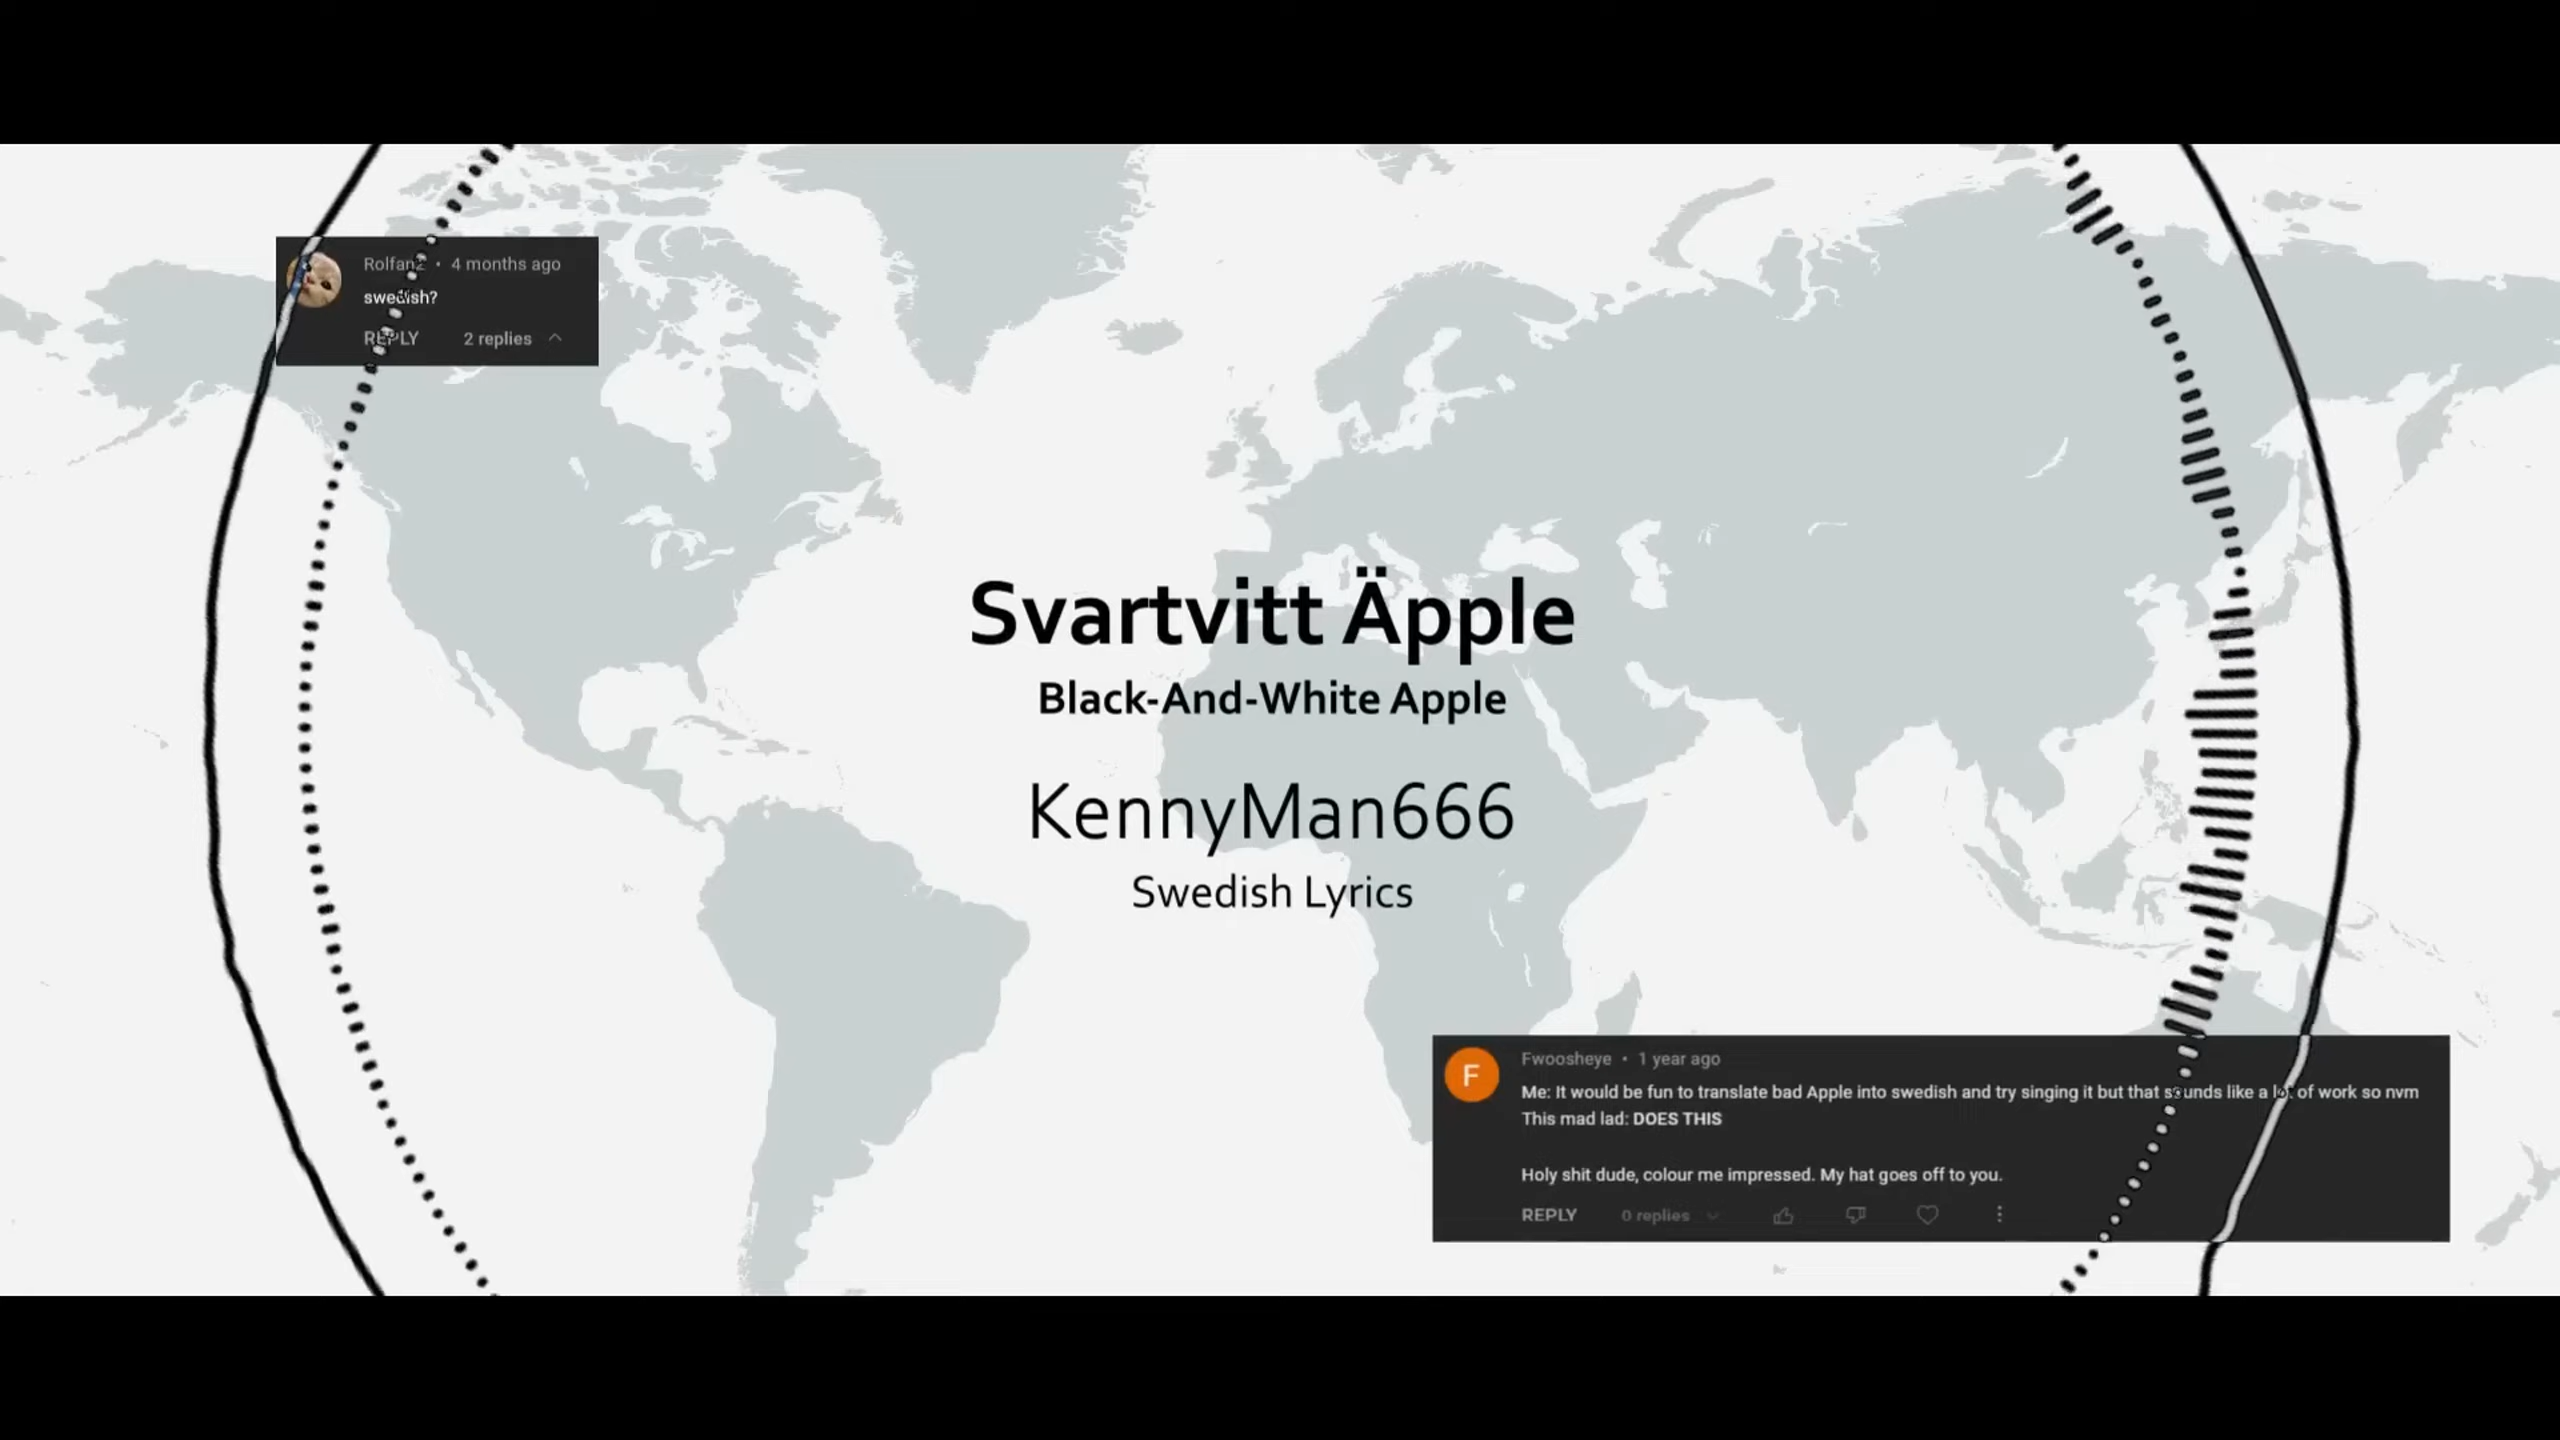 Rolfan2 • 4 months ago
swedish?
REPLY 2 replies
Svartvitt Äpple
Black-And-White Apple
KennyMan666
Swedish Lyrics
F
Fwoosheye • 1 year ago
Me: It would be fun to translate bad Apple into swedish and try singing it but that sounds like a lot of work so nvm
This mad lad: DOES THIS
Holy shit dude, colour me impressed. My hat goes off to you.
REPLY 0 replies